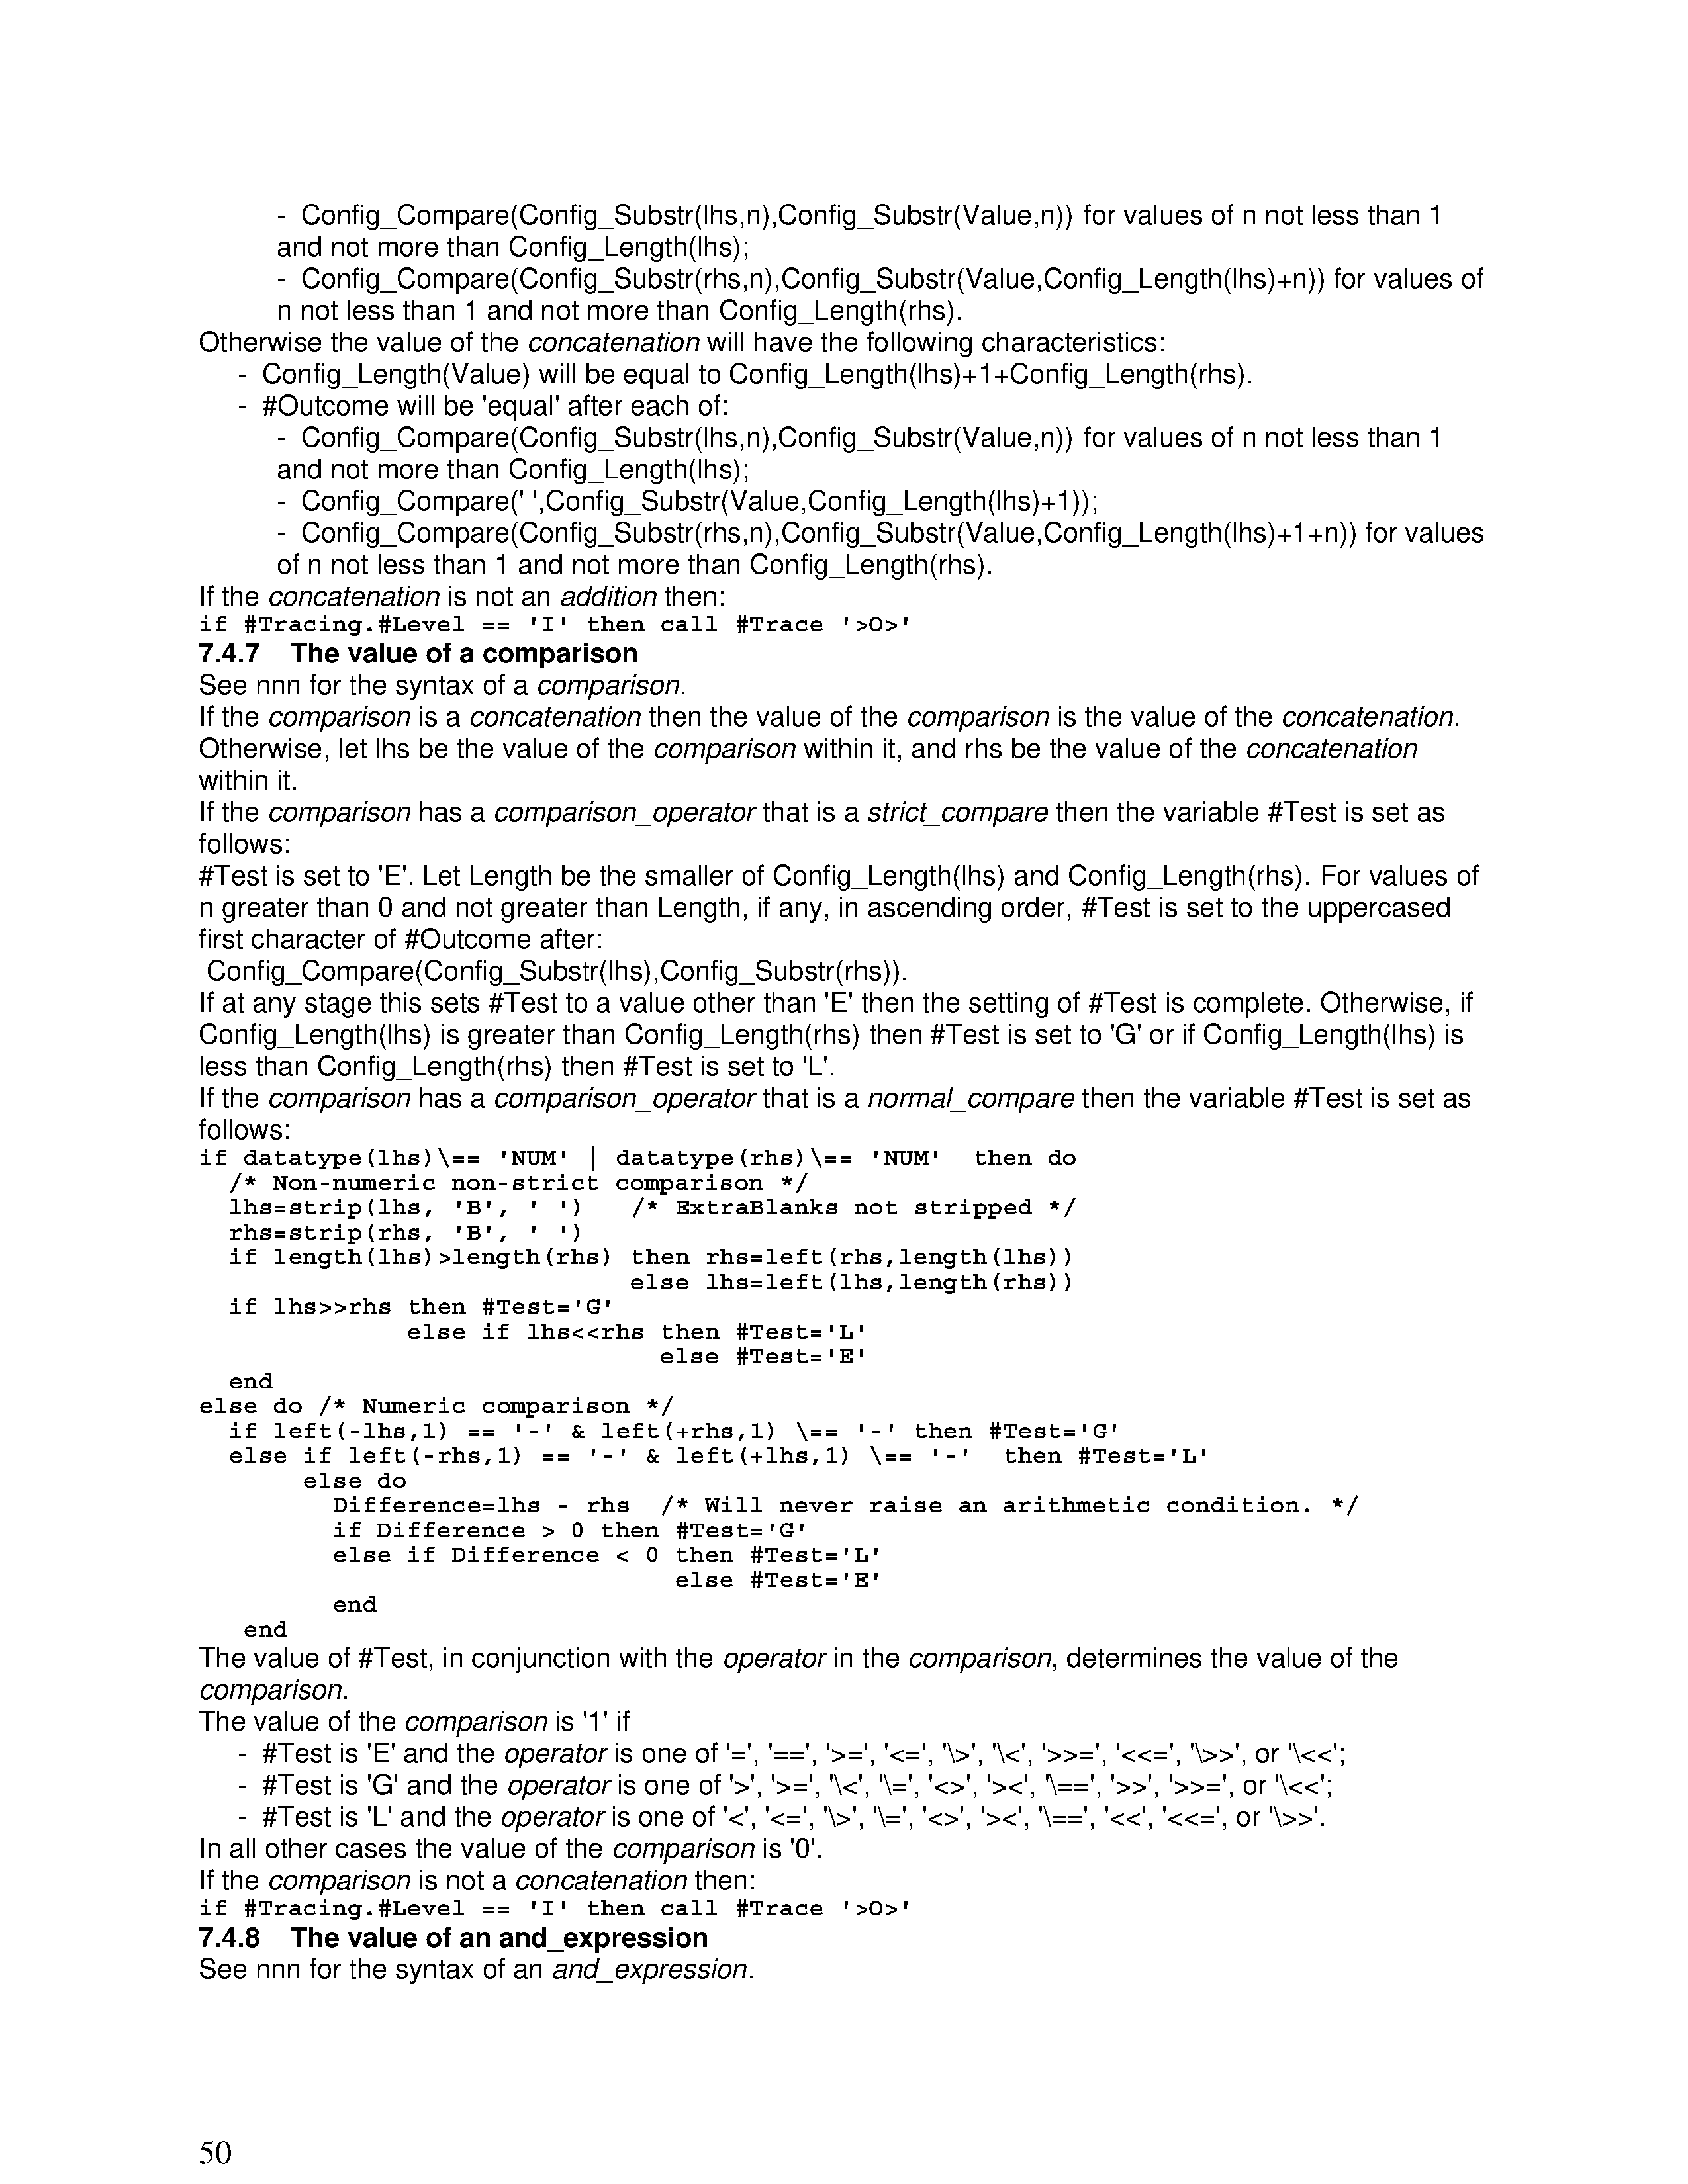 - Config_Compare(Config_Substr(lhs,n),Config_Substr(Value,n)) for values of n not less than 1
and not more than Config_Length(lhs);
- Config_Compare(Config_Substr(rhs,n),Config_Substr(Value,Config_Length(lhs)+n)) for values of
n not less than 1 and not more than Config_Length(rhs).
Otherwise the value of the concatenation will have the following characteristics:
- Config_Length(Value) will be equal to Config_Length(lhs)+1+Config_Length(rhs).
- #Outcome will be 'equal' after each of:
- Config_Compare(Config_Substr(lhs,n),Config_Substr(Value,n)) for values of n not less than 1
and not more than Config_Length(lhs);
- Config_Compare(' ',Config_Substr(Value,Config_Length(lhs)+1));
- Config_Compare(Config_Substr(rhs,n),Config_Substr(Value,Config_Length(lhs)+1+n)) for values
of n not less than 1 and not more than Config_Length(rhs).
If the concatenation is not an addition then:
if #Tracing.#Level == 'I' then call #Trace '>O>'
7.4.7 The value of a comparison
See nnn for the syntax of a comparison.
If the comparison is a concatenation then the value of the comparison is the value of the concatenation.
Otherwise, let lhs be the value of the comparison within it, and rhs be the value of the concatenation
within it.
If the comparison has a comparison_operator that is a strict_compare then the variable #Test is set as
follows:
#Test is set to 'E'. Let Length be the smaller of Config_Length(lhs) and Config_Length(rhs). For values of
n greater than 0 and not greater than Length, if any, in ascending order, #Test is set to the uppercased
first character of #Outcome after:
Config_Compare(Config_Substr(lhs),Config_Substr(rhs)).
If at any stage this sets #Test to a value other than 'E' then the setting of #Test is complete. Otherwise, if
Config_Length(lhs) is greater than Config_Length(rhs) then #Test is set to 'G' or if Config_Length(lhs) is
less than Config_Length(rhs) then #Test is set to 'L'.
If the comparison has a comparison_operator that is a normal_compare then the variable #Test is set as
follows:
if datatype(lhs)\== 'NUM' | datatype(rhs)\== 'NUM'  then do
  /* Non-numeric non-strict comparison */
  lhs=strip(lhs, 'B', ' ')   /* ExtraBlanks not stripped */
  rhs=strip(rhs, 'B', ' ')
  if length(lhs)>length(rhs) then rhs=left(rhs,length(lhs))
                             else lhs=left(lhs,length(rhs))
  if lhs>>rhs then #Test='G'
              else if lhs<<rhs then #Test='L'
                               else #Test='E'
  end
else do /* Numeric comparison */
  if left(-lhs,1) == '-' & left(+rhs,1) \== '-' then #Test='G'
  else if left(-rhs,1) == '-' & left(+lhs,1) \== '-'  then #Test='L'
       else do
         Difference=lhs - rhs  /* Will never raise an arithmetic condition. */
         if Difference > 0 then #Test='G'
         else if Difference < 0 then #Test='L'
                                else #Test='E'
         end
   end
The value of #Test, in conjunction with the operator in the comparison, determines the value of the
comparison.
The value of the comparison is '1' if
- #Test is 'E' and the operator is one of '=', '==', '>=', '<=', '\>', '\<', '>>=', '<<=', '\>>', or '\<<';
- #Test is 'G' and the operator is one of '>', '>=', '\<', '\=', '<>', '><', '\==', '>>', '>>=', or '\<<';
- #Test is 'L' and the operator is one of '<', '<=', '\>', '\=', '<>', '><', '\==', '<<', '<<=', or '\>>'.
In all other cases the value of the comparison is '0'.
If the comparison is not a concatenation then:
if #Tracing.#Level == 'I' then call #Trace '>O>'
7.4.8 The value of an and_expression
See nnn for the syntax of an and_expression.
50